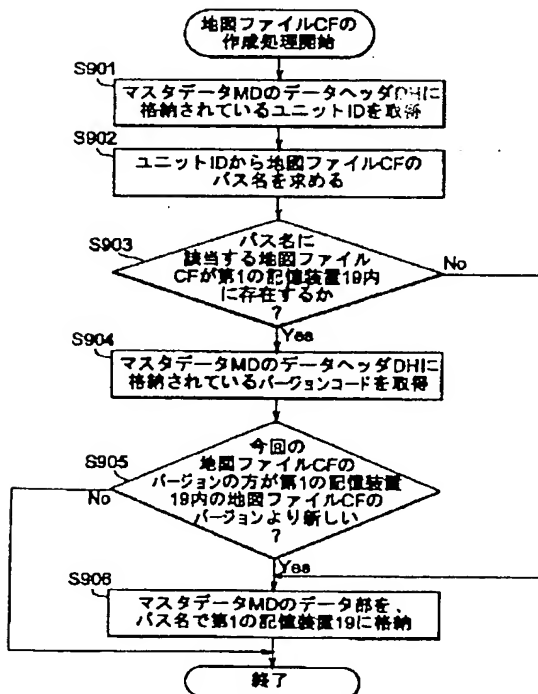 地図ファイルCFの
作成処理開始
S901
マスタデータMDのデータヘッダDHに
格納されているユニットIDを取得
S902
ユニットIDから地図ファイルCFの
パス名を求める
S903
パス名に
該当する地図ファイル
CFが第1の記憶装置19内
に存在するか
?
No
Yes
S904
マスタデータMDのデータヘッダDHに
格納されているバージョンコードを取得
S905
今回の
地図ファイルCFの
バージョンの方が第1の記憶装置
19内の地図ファイルCFの
バージョンより新しい
?
No
Yes
S906
マスタデータMDのデータ部を、
パス名で第1の記憶装置19に格納
終了